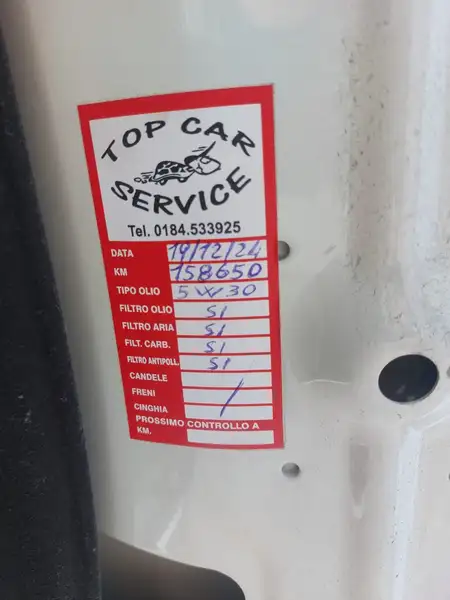 TOP CAR
SERVICE
Tel. 0184.533925
DATA 19/12/24
KM 158650
TIPO OLIO 5W30
FILTRO OLIO SI
FILTRO ARIA SI
FILT. CARB. SI
FILTRO ANTIPOLL. SI
CANDELE
FRENI /
CINGHIA
PROSSIMO CONTROLLO A
KM.